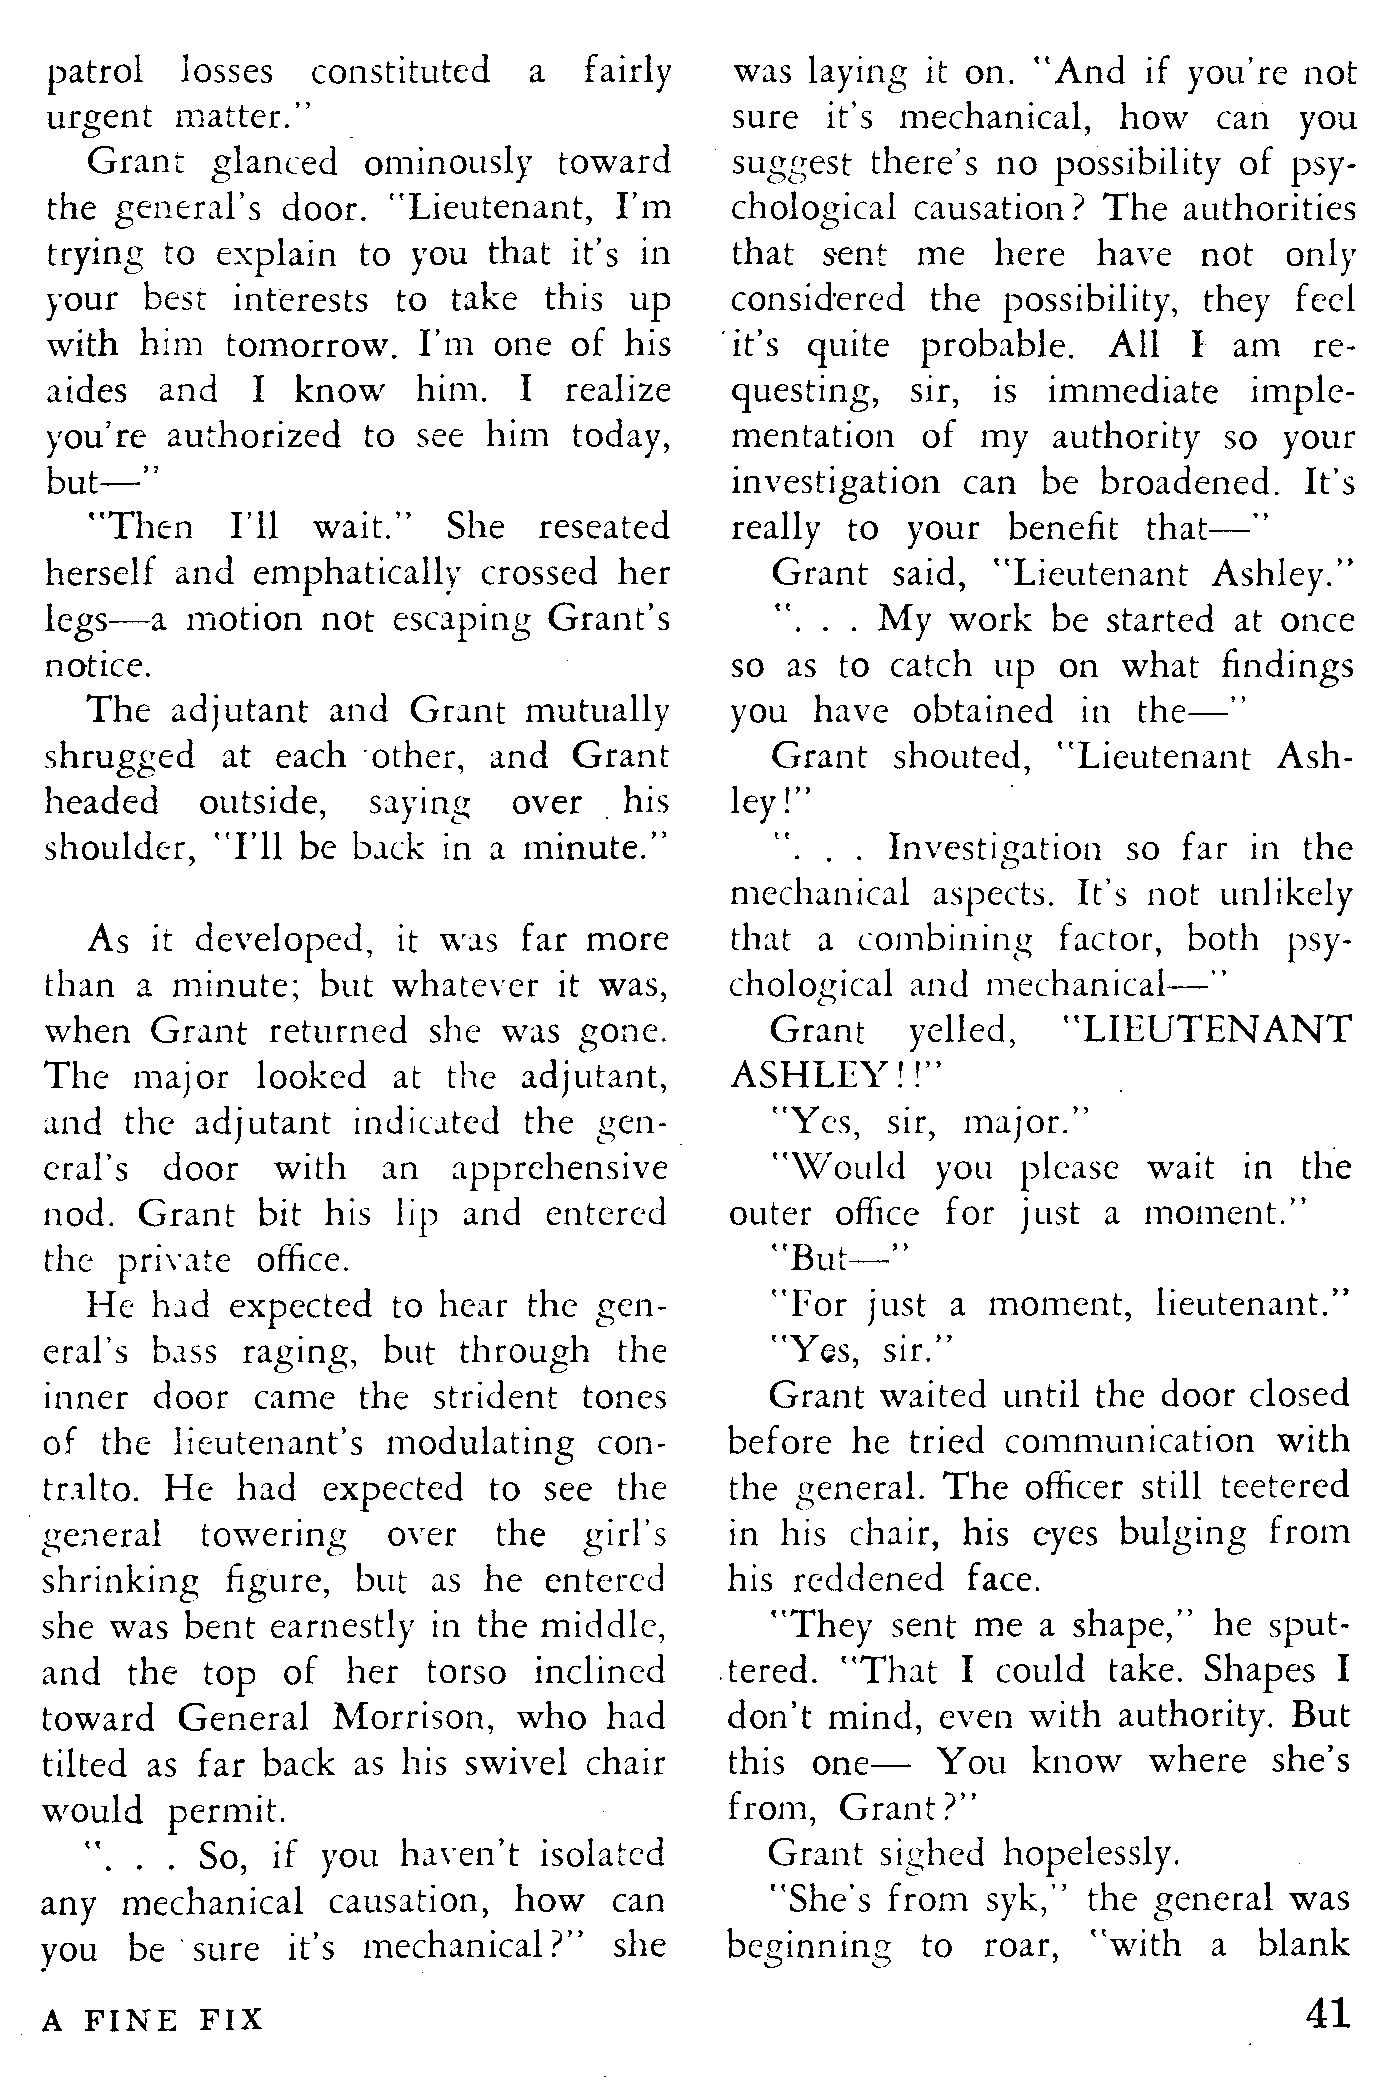 patrol losses constituted a fairly
urgent matter."
Grant glanced ominously toward
the general's door. "Lieutenant, I'm
trying to explain to you that it's in
your best interests to take this up
with him tomorrow. I'm one of his
aides and I know him. I realize
you're authorized to see him today,
but—"
"Then I'll wait." She reseated
herself and emphatically crossed her
legs—a motion not escaping Grant's
notice.
The adjutant and Grant mutually
shrugged at each other, and Grant
headed outside, saying over his
shoulder, "I'll be back in a minute."
As it developed, it was far more
than a minute; but whatever it was,
when Grant returned she was gone.
The major looked at the adjutant,
and the adjutant indicated the gen-
eral's door with an apprehensive
nod. Grant bit his lip and entered
the private office.
He had expected to hear the gen-
eral's bass raging, but through the
inner door came the strident tones
of the lieutenant's modulating con-
tralto. He had expected to see the
general towering over the girl's
shrinking figure, but as he entered
she was bent earnestly in the middle,
and the top of her torso inclined
toward General Morrison, who had
tilted as far back as his swivel chair
would permit.
". . . So, if you haven't isolated
any mechanical causation, how can
you be sure it's mechanical?" she
was laying it on. "And if you're not
sure it's mechanical, how can you
suggest there's no possibility of psy-
chological causation? The authorities
that sent me here have not only
considered the possibility, they feel
it's quite probable. All I am re-
questing, sir, is immediate imple-
mentation of my authority so your
investigation can be broadened. It's
really to your benefit that—"
Grant said, "Lieutenant Ashley."
". . . My work be started at once
so as to catch up on what findings
you have obtained in the—"
Grant shouted, "Lieutenant Ash-
ley!"
". . . Investigation so far in the
mechanical aspects. It's not unlikely
that a combining factor, both psy-
chological and mechanical—"
Grant yelled, "LIEUTENANT
ASHLEY!!"
"Yes, sir, major."
"Would you please wait in the
outer office for just a moment."
"But—"
"For just a moment, lieutenant."
"Yes, sir."
Grant waited until the door closed
before he tried communication with
the general. The officer still teetered
in his chair, his eyes bulging from
his reddened face.
"They sent me a shape," he sput-
tered. "That I could take. Shapes I
don't mind, even with authority. But
this one— You know where she's
from, Grant?"
Grant sighed hopelessly.
"She's from syk," the general was
beginning to roar, "with a blank
A FINE FIX
41